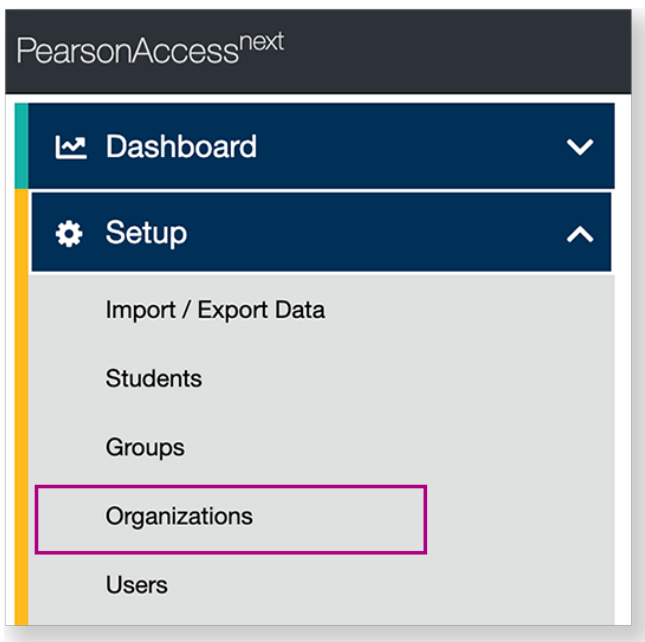 PearsonAccessnext
Dashboard
Setup
Import / Export Data
Students
Groups
Organizations
Users